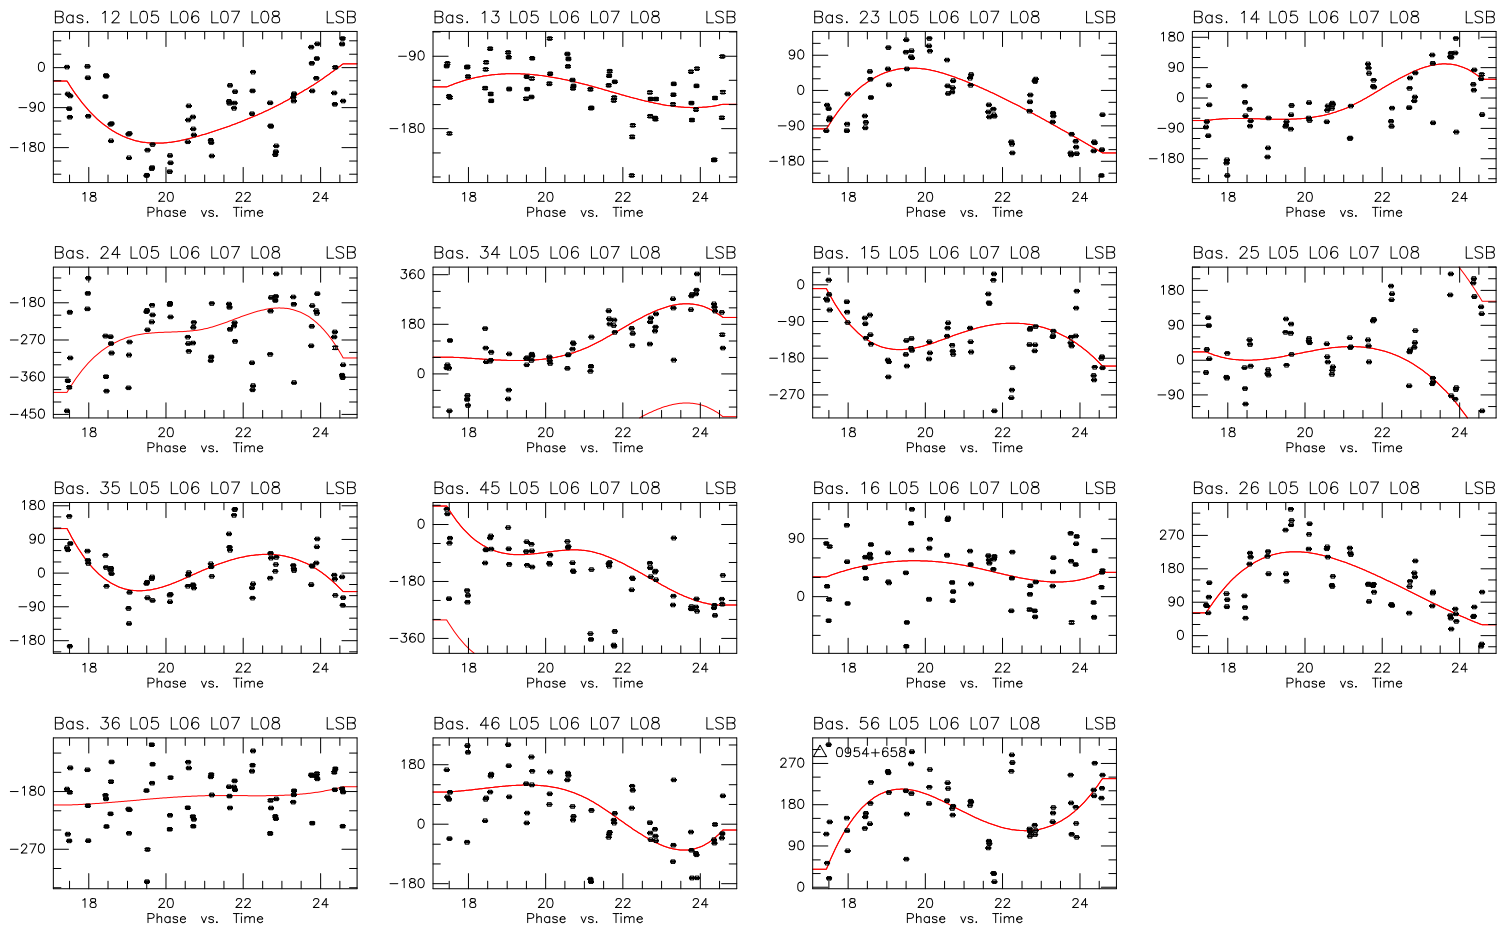 Bas. 12 L05 L06 L07 L08 LSB
0
-90
-180
18 20 22 24
Phase vs. Time
Bas. 13 L05 L06 L07 L08 LSB
-90
-180
18 20 22 24
Phase vs. Time
Bas. 23 L05 L06 L07 L08 LSB
90
0
-90
-180
18 20 22 24
Phase vs. Time
Bas. 14 L05 L06 L07 L08 LSB
180
90
0
-90
-180
18 20 22 24
Phase vs. Time
Bas. 24 L05 L06 L07 L08 LSB
-180
-270
-360
-450
18 20 22 24
Phase vs. Time
Bas. 34 L05 L06 L07 L08 LSB
360
180
0
18 20 22 24
Phase vs. Time
Bas. 15 L05 L06 L07 L08 LSB
0
-90
-180
-270
18 20 22 24
Phase vs. Time
Bas. 25 L05 L06 L07 L08 LSB
180
90
0
-90
18 20 22 24
Phase vs. Time
Bas. 35 L05 L06 L07 L08 LSB
180
90
0
-90
-180
18 20 22 24
Phase vs. Time
Bas. 45 L05 L06 L07 L08 LSB
0
-180
-360
18 20 22 24
Phase vs. Time
Bas. 16 L05 L06 L07 L08 LSB
90
0
18 20 22 24
Phase vs. Time
Bas. 26 L05 L06 L07 L08 LSB
270
180
90
0
18 20 22 24
Phase vs. Time
Bas. 36 L05 L06 L07 L08 LSB
-180
-270
18 20 22 24
Phase vs. Time
Bas. 46 L05 L06 L07 L08 LSB
180
0
-180
18 20 22 24
Phase vs. Time
Bas. 56 L05 L06 L07 L08 LSB
0954+658
270
180
90
0
18 20 22 24
Phase vs. Time